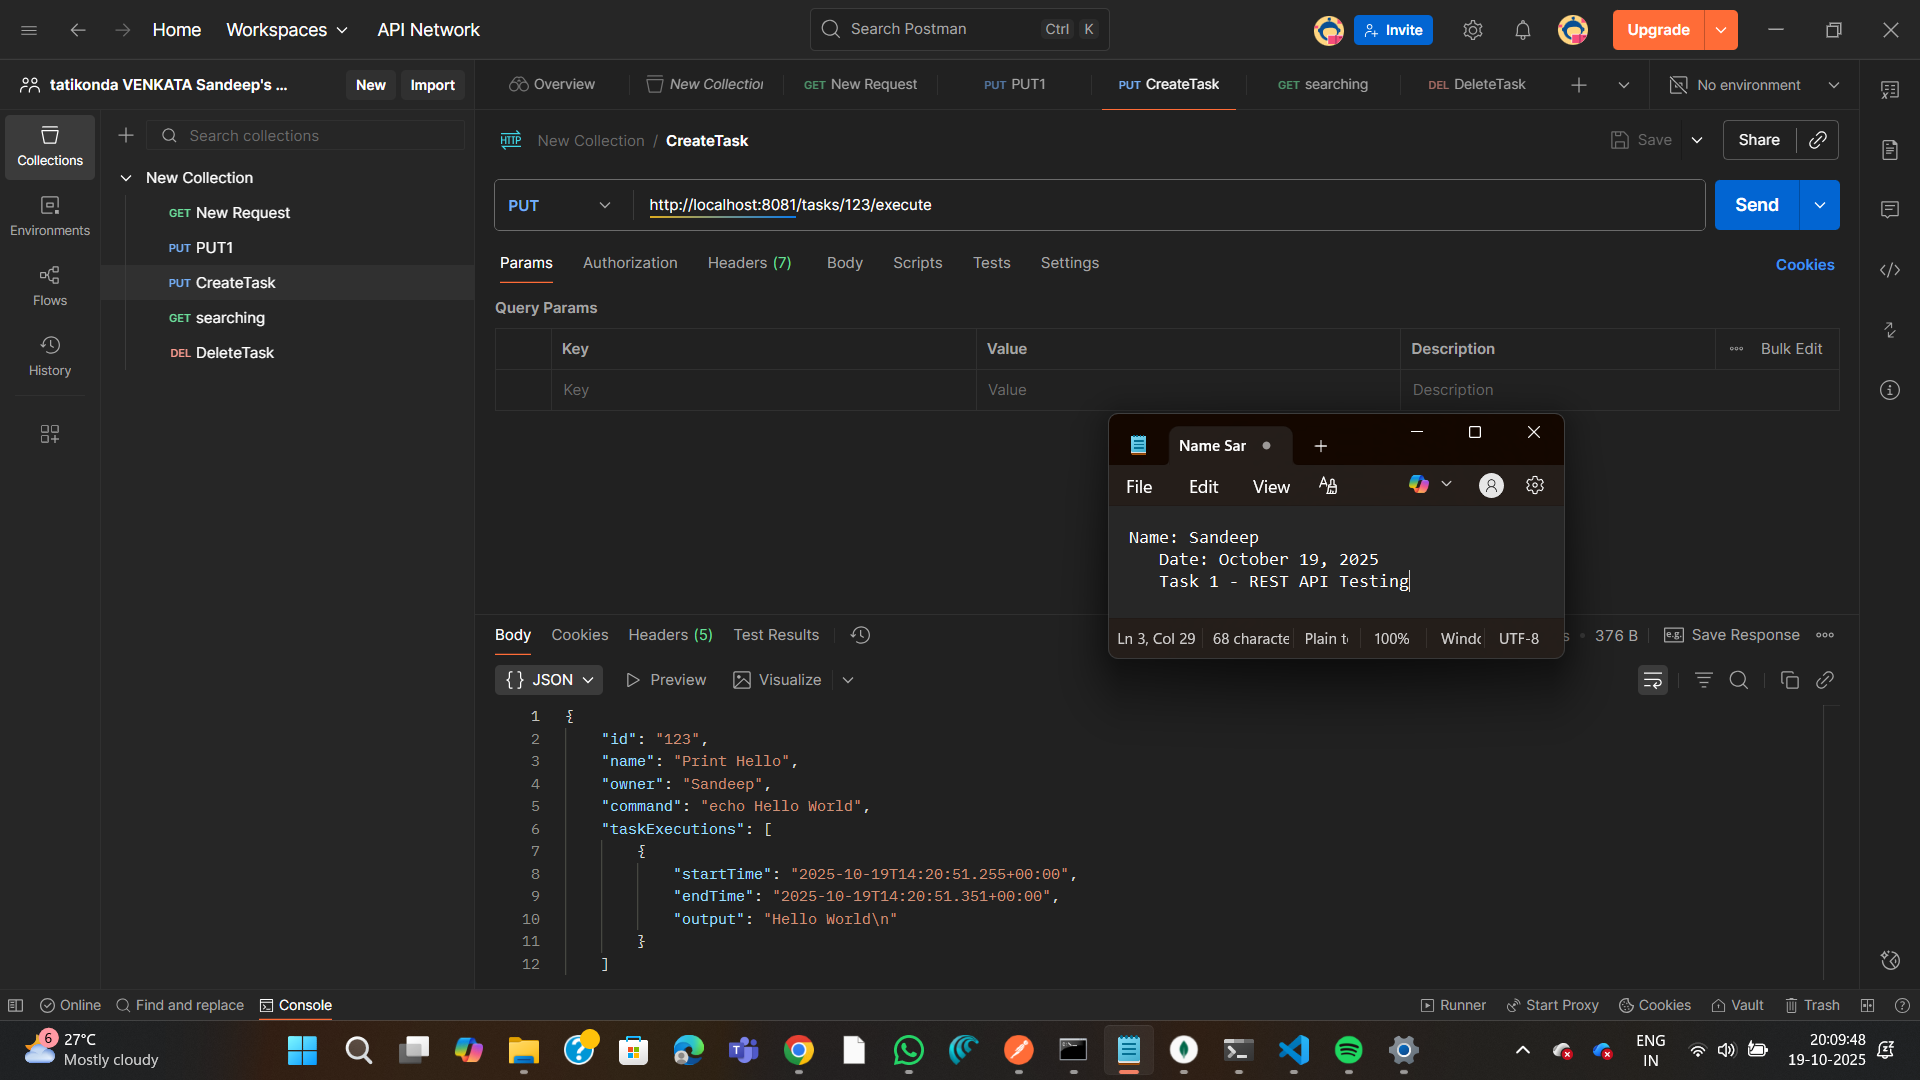 Home Workspaces API Network Search Postman Ctrl K Invite Upgrade
tatikonda VENKATA Sandeep's ... New Import Overview New Collection GET New Request PUT PUT1 PUT CreateTask GET searching DEL DeleteTask No environment
Collections
Environments
Flows
History
Search collections
New Collection
GET New Request
PUT PUT1
PUT CreateTask
GET searching
DEL DeleteTask
HTTP New Collection / CreateTask Save Share
PUT http://localhost:8081/tasks/123/execute Send
Params Authorization Headers (7) Body Scripts Tests Settings Cookies
Query Params
Key Value Description Bulk Edit
Key Value Description
Name Sar
File Edit View
Name: Sandeep
Date: October 19, 2025
Task 1 - REST API Testing
Ln 3, Col 29 68 characte Plain t 100% Windo UTF-8
Body Cookies Headers (5) Test Results s 376 B e.g. Save Response
{} JSON Preview Visualize
1 {
2 "id": "123",
3 "name": "Print Hello",
4 "owner": "Sandeep",
5 "command": "echo Hello World",
6 "taskExecutions": [
7 {
8 "startTime": "2025-10-19T14:20:51.255+00:00",
9 "endTime": "2025-10-19T14:20:51.351+00:00",
10 "output": "Hello World\n"
11 }
12 ]
Online Find and replace Console Runner Start Proxy Cookies Vault Trash
6 27°C
Mostly cloudy
ENG
IN
20:09:48
19-10-2025